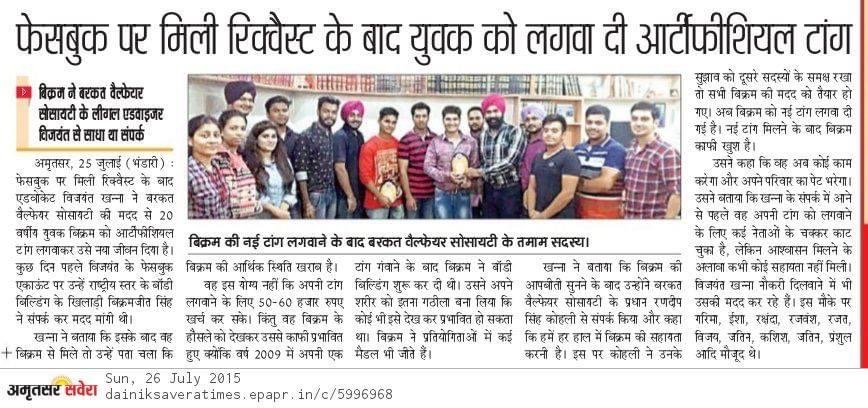 फेसबुक पर मिली रिक्वैस्ट के बाद युवक को लगवा दी आर्टीफीशियल टांग
बिक्रम ने बरकत वैल्फेयर
सोसायटी के लीगल एडवाइजर
विजयंत से साधा था संपर्क
अमृतसर, 25 जुलाई (भंडारी) :
फेसबुक पर मिली रिक्वैस्ट के बाद
एडवोकेट विजयंत खन्ना ने बरकत
वैल्फेयर सोसायटी की मदद से 20
वर्षीय युवक बिक्रम को आर्टीफीशियल
टांग लगवाकर उसे नया जीवन दिया है।
कुछ दिन पहले विजयंत के फेसबुक
एकाऊंट पर उन्हें राष्ट्रीय स्तर के बॉडी
बिल्डिंग के खिलाड़ी बिक्रमजीत सिंह
ने संपर्क कर मदद मांगी थी।
खन्ना ने बताया कि इसके बाद वह
बिक्रम से मिले तो उन्हें पता चला कि
बिक्रम की नई टांग लगवाने के बाद बरकत वैल्फेयर सोसायटी के तमाम सदस्य।
बिक्रम की आर्थिक स्थिति खराब है।
वह इस योग्य नहीं कि अपनी टांग
लगवाने के लिए 50-60 हजार रुपए
खर्च कर सके। किंतु वह बिक्रम के
हौसले को देखकर उससे काफी प्रभावित
हुए क्योंकि वर्ष 2009 में अपनी एक
टांग गंवाने के बाद बिक्रम ने बॉडी
बिल्डिंग शुरू कर दी थी। उसने अपने
शरीर को इतना गठीला बना लिया कि
कोई भी इसे देख कर प्रभावित हो सकता
था। बिक्रम ने प्रतियोगिताओं में कई
मैडल भी जीते हैं।
खन्ना ने बताया कि बिक्रम की
आपबीती सुनने के बाद उन्होंने बरकत
वैल्फेयर सोसायटी के प्रधान रणदीप
सिंह कोहली से संपर्क किया और कहा
कि हमें हर हाल में बिक्रम की सहायता
करनी है। इस पर कोहली ने उनके
सुझाव को दूसरे सदस्यों के समक्ष रखा
तो सभी बिक्रम की मदद को तैयार हो
गए। अब बिक्रम को नई टांग लगवा दी
गई है। नई टांग मिलने के बाद बिक्रम
काफी खुश है।
उसने कहा कि वह अब कोई काम
करेगा और अपने परिवार का पेट भरेगा।
उसने बताया कि खन्ना के संपर्क में आने
से पहले वह अपनी टांग को लगवाने
के लिए कई नेताओं के चक्कर काट
चुका है, लेकिन आश्वासन मिलने के
अलावा कभी कोई सहायता नहीं मिली।
विजयंत खन्ना नौकरी दिलवाने में भी
उसकी मदद कर रहे हैं। इस मौके पर
गरिमा, ईशा, रक्षंदा, रजवंश, रजत,
विजय, जतिन, कशिश, जतिन, प्रंशुल
आदि मौजूद थे।
अमृतसर सवेरा
Sun, 26 July 2015
dainiksaveratimes.epapr.in/c/5996968